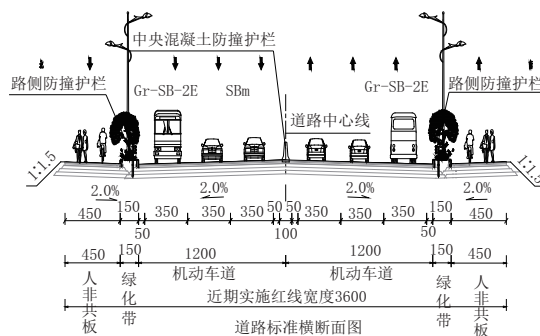 中央混凝土防撞护栏
路侧防撞护栏
Gr-SB-2E
SBm
Gr-SB-2E
路侧防撞护栏
道路中心线
1:1.5
1:1.5
2.0%
2.0%
2.0%
2.0%
450 150 350 350 350 50 50 350 350 350 150 450
50 100 50
450 150 1200 1200 150 450
人非共板
绿化带
机动车道
机动车道
绿化带
人非共板
近期实施红线宽度3600
道路标准横断面图